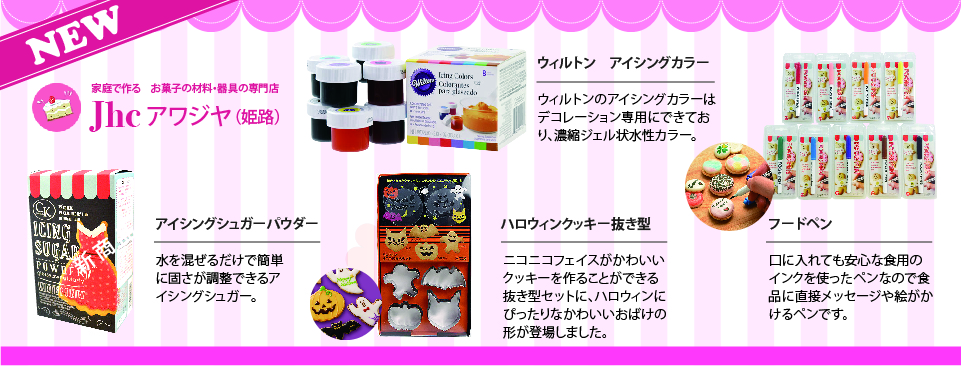 NEW
家庭で作る　お菓子の材料・器具の専門店
Jhc アワジヤ（姫路）
Wilton
Icing Colors
Colorantes
para glaseado
8
ウィルトン　アイシングカラー
ウィルトンのアイシングカラーは
デコレーション専用にできてお
り、濃縮ジェル状水性カラー。
CK
ICING
SUGAR
POWDER
新商
アイシングシュガーパウダー
水を混ぜるだけで簡単
に固さが調整できるア
イシングシュガー。
ハロウィンクッキー抜き型
ニコニコフェイスがかわいい
クッキーを作ることができる
抜き型セットに、ハロウィンに
ぴったりなかわいいおばけの
形が登場しました。
フードペン
口に入れても安心な食用の
インクを使ったペンなので食
品に直接メッセージや絵がか
けるペンです。